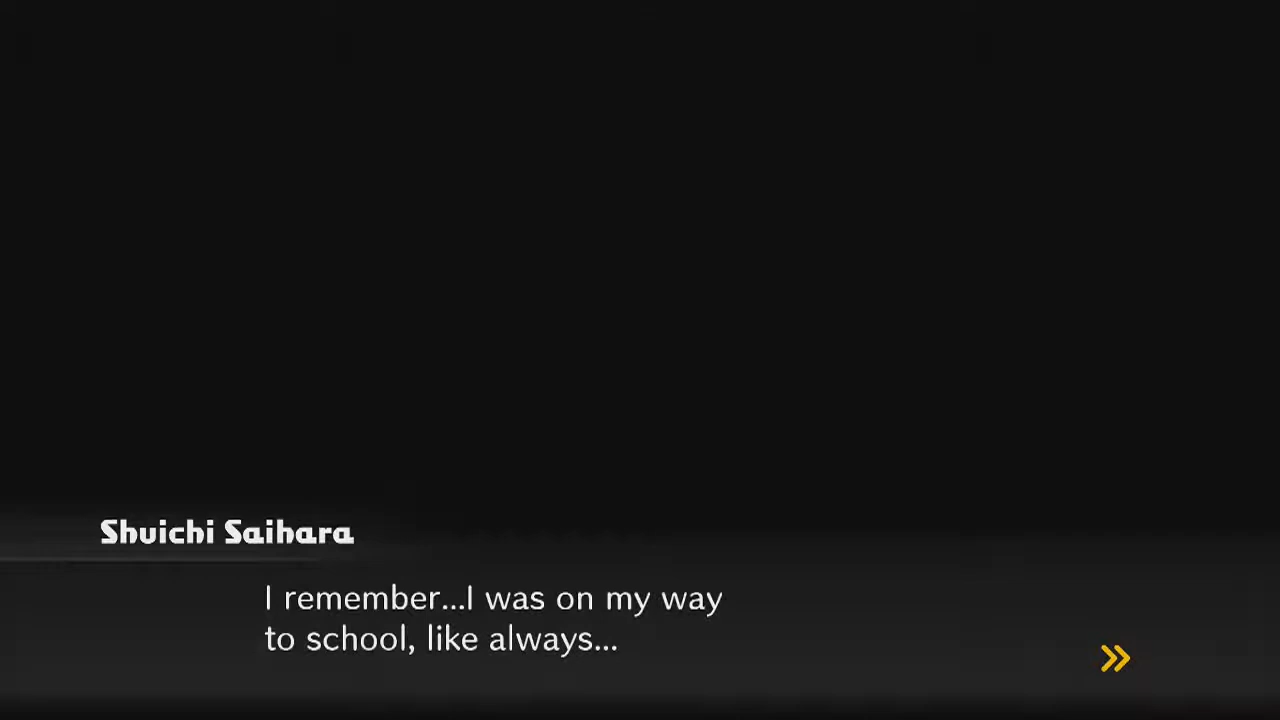 Shuichi Saihara
I remember...I was on my way
to school, like always...